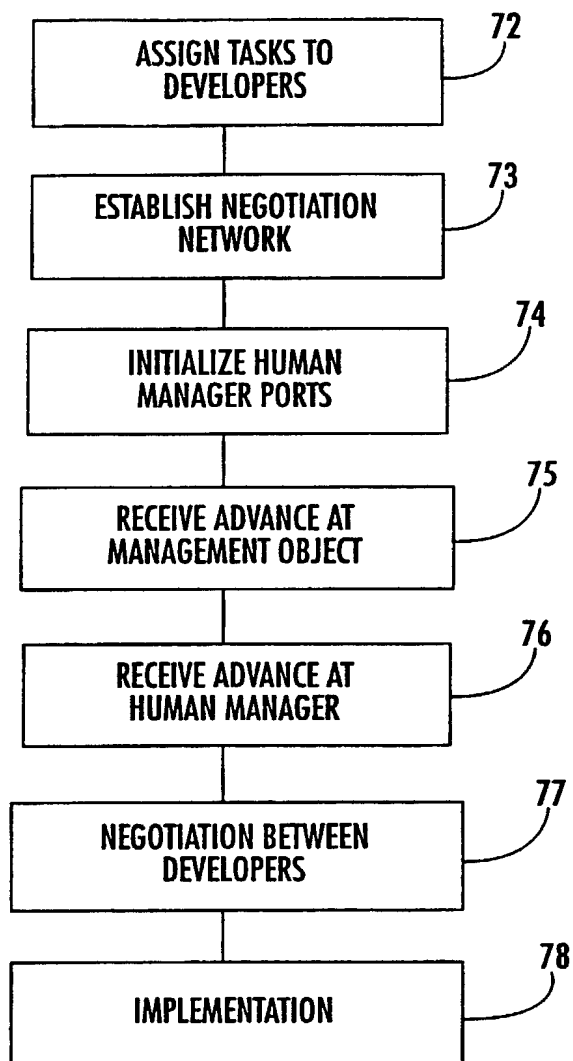 72
ASSIGN TASKS TO
DEVELOPERS
73
ESTABLISH NEGOTIATION
NETWORK
74
INITIALIZE HUMAN
MANAGER PORTS
75
RECEIVE ADVANCE AT
MANAGEMENT OBJECT
76
RECEIVE ADVANCE AT
HUMAN MANAGER
77
NEGOTIATION BETWEEN
DEVELOPERS
78
IMPLEMENTATION